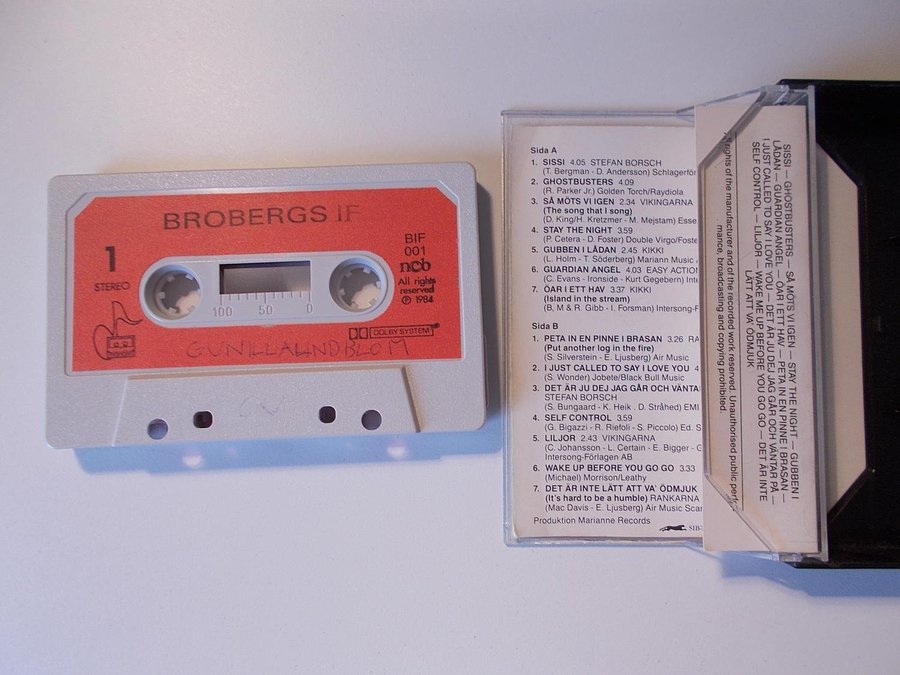 BROBERGS IF
1
STEREO
BIF
001
ncb
All rights
reserved
℗ 1984
100 50 0
DOLBY SYSTEM
GUNILLA LINDBLOM
Sida A
1. SISSI 4.05 STEFAN BORSCH
(T. Bergman - D. Andersson) Schlagerför
2. GHOSTBUSTERS 4.09
(R. Parker Jr.) Golden Torch/Raydiola
3. SÅ MÖTS VI IGEN 2.34 VIKINGARNA
(The song that I song)
(D. King/H. Kretzmer - M. Mejstam) Esse
4. STAY THE NIGHT 3.59
(P. Cetera - D. Foster) Double Virgo/Foste
5. GUBBEN I LÅDAN 2.45 KIKKI
(L. Holm - T. Söderberg) Mariann Music
6. GUARDIAN ANGEL 4.03 EASY ACTION
(C. Evans - Ironside - Kurt Gegebern) Int
7. ÖAR I ETT HAV 3.37 KIKKI
(Island in the stream)
(B, M & R. Gibb - I. Forsman) Intersong-F
Sida B
1. PETA IN EN PINNE I BRASAN 3.26 RA
(Put another log in the fire)
(S. Silverstein - E. Ljusberg) Air Music
2. I JUST CALLED TO SAY I LOVE YOU 4
(S. Wonder) Jobete/Black Bull Music
3. DET ÄR JU DEJ JAG GÅR OCH VÄNTA
STEFAN BORSCH
(S. Bungaard - K. Heik . D. Stråhed) EMI
4. SELF CONTROL 3.59
(G. Bigazzi - R. Riefoli - S. Piccolo) Ed. S
5. LILJOR 2.43 VIKINGARNA
(C. Johansson - L. Certain - E. Bigger - G
Intersong-Förlagen AB
6. WAKE UP BEFORE YOU GO GO 3.33
(Michael) Morrison/Leathy
7. DET ÄR INTE LÄTT ATT VA' ÖDMJUK
(It's hard to be a humble) RANKARNA
(Mac Davis - E. Ljusberg) Air Music Scan
Produktion Marianne Records
SIB
SISSI — GHOSTBUSTERS — SÅ MÖTS VI IGEN — STAY THE NIGHT — GUBBEN I
LÅDAN — GUARDIAN ANGEL — ÖAR I ETT HAV — PETA IN EN PINNE I BRASAN —
I JUST CALLED TO SAY I LOVE YOU — DET ÄR JU DEJ JAG GÅR OCH VÄNTAR PÅ —
SELF CONTROL — LILJOR — WAKE ME UP BEFORE YOU GO GO — DET ÄR INTE
LÄTT ATT VA' ÖDMJUK
All rights of the manufacturer and of the recorded work reserved. Unauthorised public perfor-
mance, broadcasting and copying prohibited.